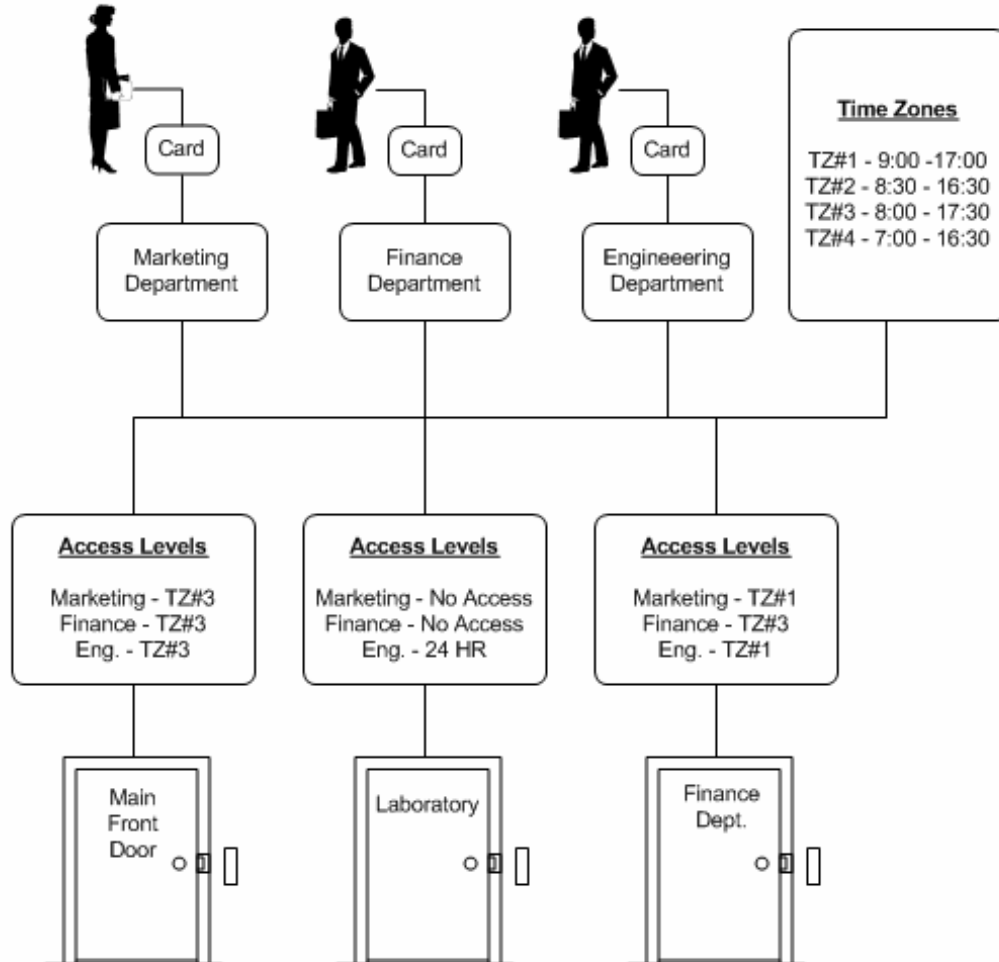 Card
Card
Card
Marketing
Department
Finance
Department
Engineeering
Department
Time Zones
TZ#1 - 9:00 -17:00
TZ#2 - 8:30 - 16:30
TZ#3 - 8:00 - 17:30
TZ#4 - 7:00 - 16:30
Access Levels
Marketing - TZ#3
Finance - TZ#3
Eng. - TZ#3
Access Levels
Marketing - No Access
Finance - No Access
Eng. - 24 HR
Access Levels
Marketing - TZ#1
Finance - TZ#3
Eng. - TZ#1
Main
Front
Door
Laboratory
Finance
Dept.